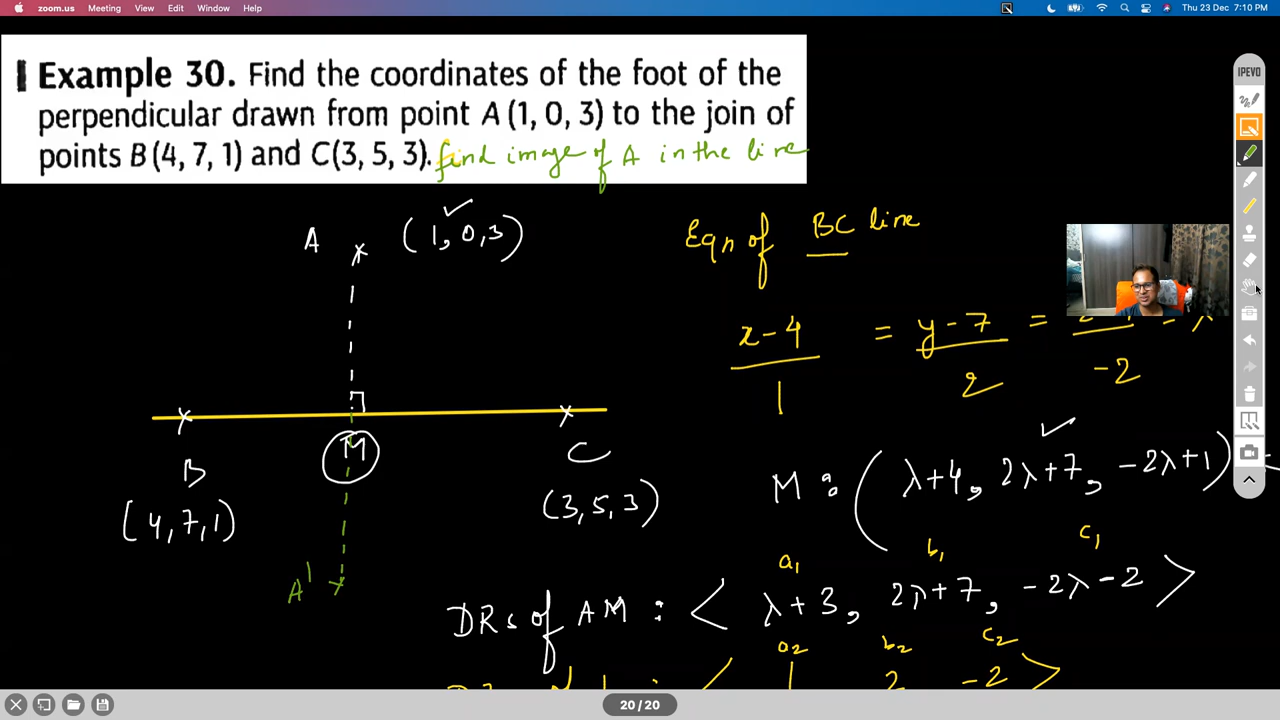 zoom.us Meeting View Edit Window Help
Thu 23 Dec 7:10 PM
IPEVO
Example 30. Find the coordinates of the foot of the
perpendicular drawn from point A (1, 0, 3) to the join of
points B (4, 7, 1) and C(3, 5, 3). find image of A in the line
A (1, 0, 3)
Eqn of BC line
x-4 / 1 = y-7 / 2 = / -2
B M C
(4, 7, 1) (3, 5, 3)
M : (λ+4, 2λ+7, -2λ+1)
a1 b1 c1
A'
DRs of AM : < λ+3, 2λ+7, -2λ-2 >
a2 b2 c2
< 1 2 -2 >
20 / 20